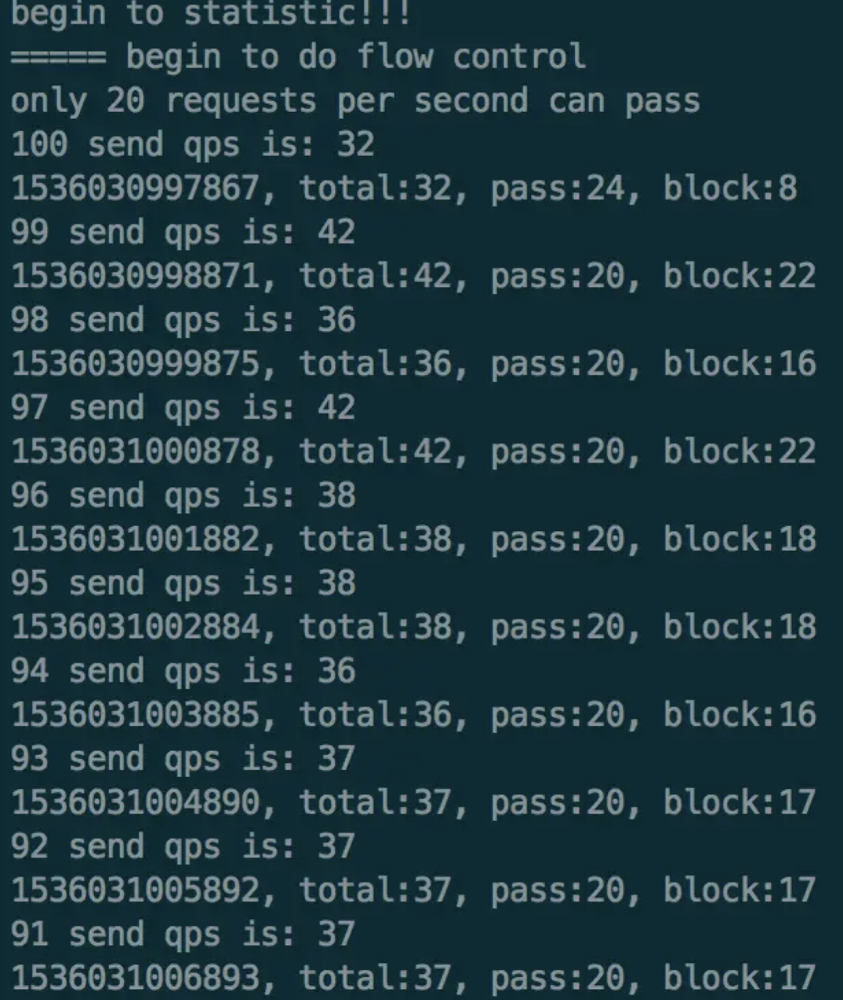 begin to statistic!!!
===== begin to do flow control
only 20 requests per second can pass
100 send qps is: 32
1536030997867, total:32, pass:24, block:8
99 send qps is: 42
1536030998871, total:42, pass:20, block:22
98 send qps is: 36
1536030999875, total:36, pass:20, block:16
97 send qps is: 42
1536031000878, total:42, pass:20, block:22
96 send qps is: 38
1536031001882, total:38, pass:20, block:18
95 send qps is: 38
1536031002884, total:38, pass:20, block:18
94 send qps is: 36
1536031003885, total:36, pass:20, block:16
93 send qps is: 37
1536031004890, total:37, pass:20, block:17
92 send qps is: 37
1536031005892, total:37, pass:20, block:17
91 send qps is: 37
1536031006893, total:37, pass:20, block:17